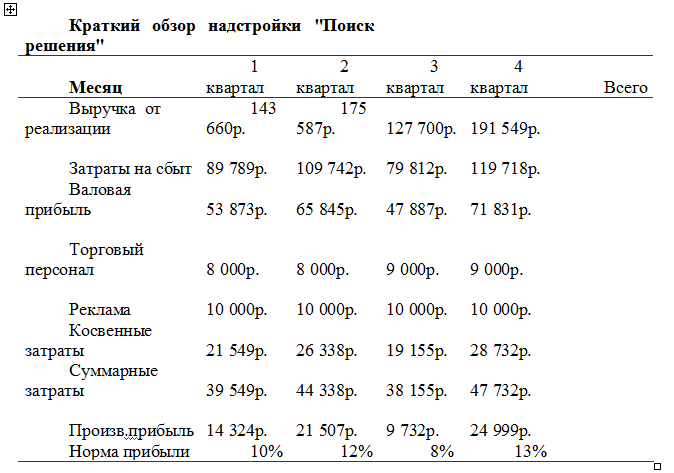 Краткий обзор надстройки "Поиск
решения"
1 2 3 4
Месяц квартал квартал квартал квартал Всего
Выручка от 143 175
реализации 660р. 587р. 127 700р. 191 549р.
Затраты на сбыт 89 789р. 109 742р. 79 812р. 119 718р.
Валовая
прибыль 53 873р. 65 845р. 47 887р. 71 831р.
Торговый
персонал 8 000р. 8 000р. 9 000р. 9 000р.
Реклама 10 000р. 10 000р. 10 000р. 10 000р.
Косвенные
затраты 21 549р. 26 338р. 19 155р. 28 732р.
Суммарные
затраты 39 549р. 44 338р. 38 155р. 47 732р.
Произв.прибыль 14 324р. 21 507р. 9 732р. 24 999р.
Норма прибыли 10% 12% 8% 13%